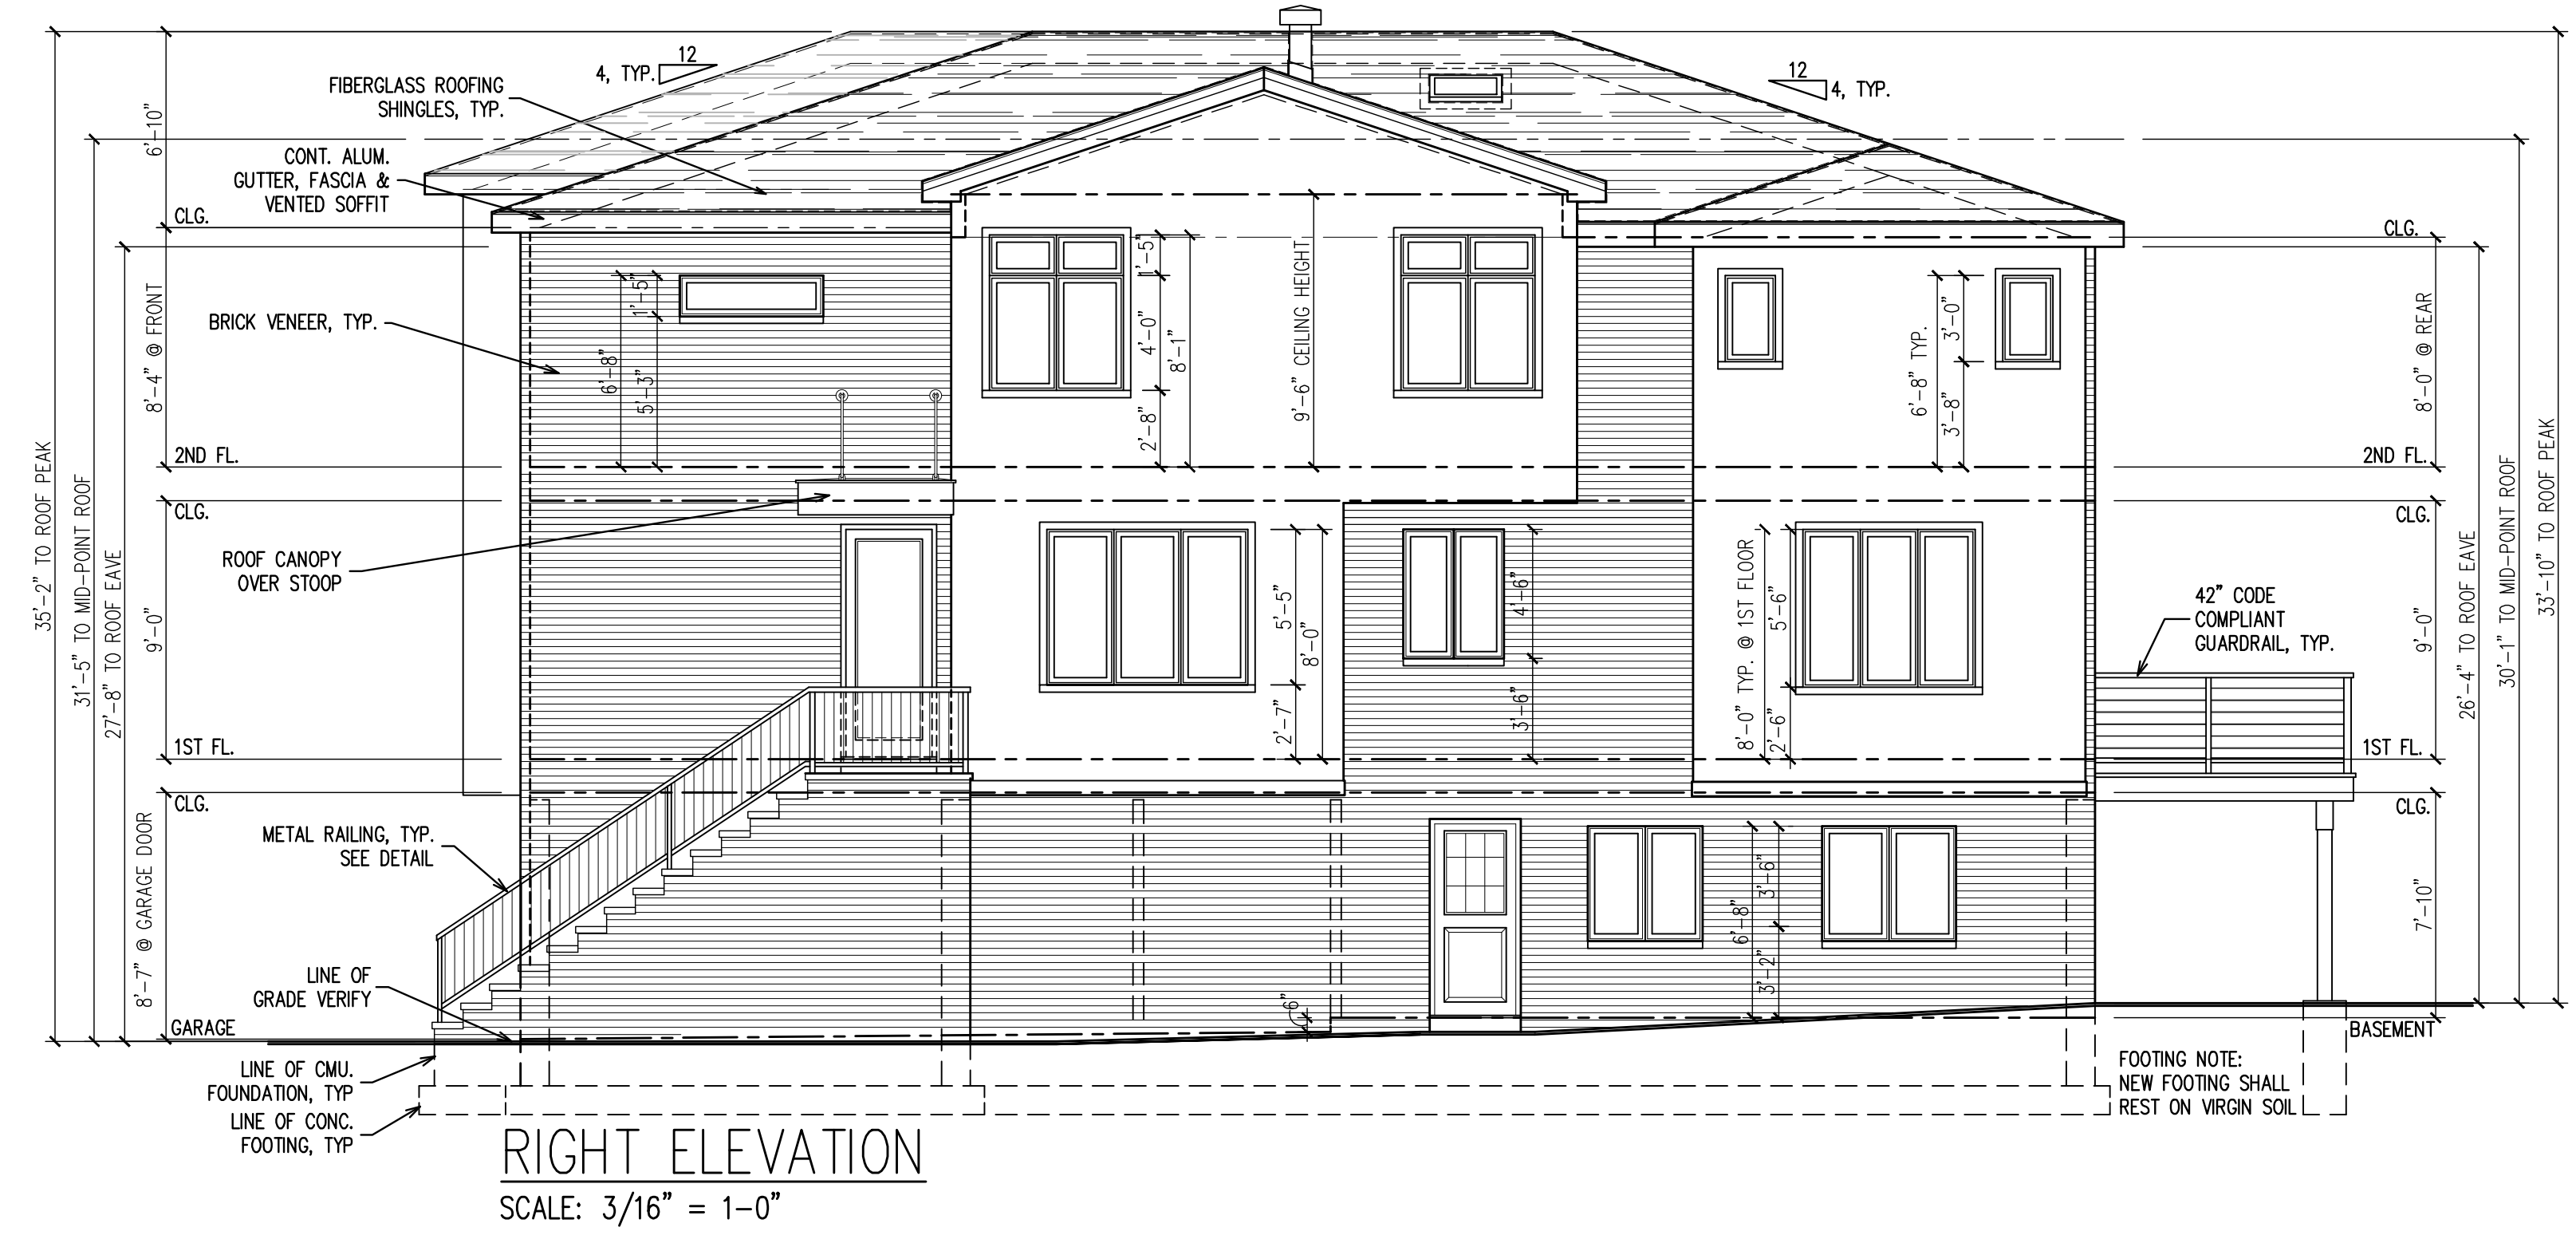 12
4, TYP.
12
4, TYP.
FIBERGLASS ROOFING
SHINGLES, TYP.
CONT. ALUM.
GUTTER, FASCIA &
VENTED SOFFIT
CLG.
CLG.
BRICK VENEER, TYP.
2ND FL.
2ND FL.
CLG.
CLG.
ROOF CANOPY
OVER STOOP
42" CODE
COMPLIANT
GUARDRAIL, TYP.
1ST FL.
1ST FL.
CLG.
CLG.
METAL RAILING, TYP.
SEE DETAIL
LINE OF
GRADE VERIFY
GARAGE
BASEMENT
LINE OF CMU.
FOUNDATION, TYP
LINE OF CONC.
FOOTING, TYP
FOOTING NOTE:
NEW FOOTING SHALL
REST ON VIRGIN SOIL
35'-2" TO ROOF PEAK
31'-5" TO MID-POINT ROOF
27'-8" TO ROOF EAVE
6'-10"
8'-4" @ FRONT
9'-0"
8'-7" @ GARAGE DOOR
6'-8"
1'-5"
5'-3"
1'-5"
4'-0"
2'-8"
8'-1"
9'-6" CEILING HEIGHT
6'-8" TYP.
3'-0"
3'-8"
5'-5"
2'-7"
8'-0"
4'-6"
3'-6"
8'-0" TYP. @ 1ST FLOOR
5'-6"
2'-6"
6"
6'-8"
3'-6"
3'-2"
8'-0" @ REAR
9'-0"
7'-10"
26'-4" TO ROOF EAVE
30'-1" TO MID-POINT ROOF
33'-10" TO ROOF PEAK
RIGHT ELEVATION
SCALE: 3/16" = 1-0"